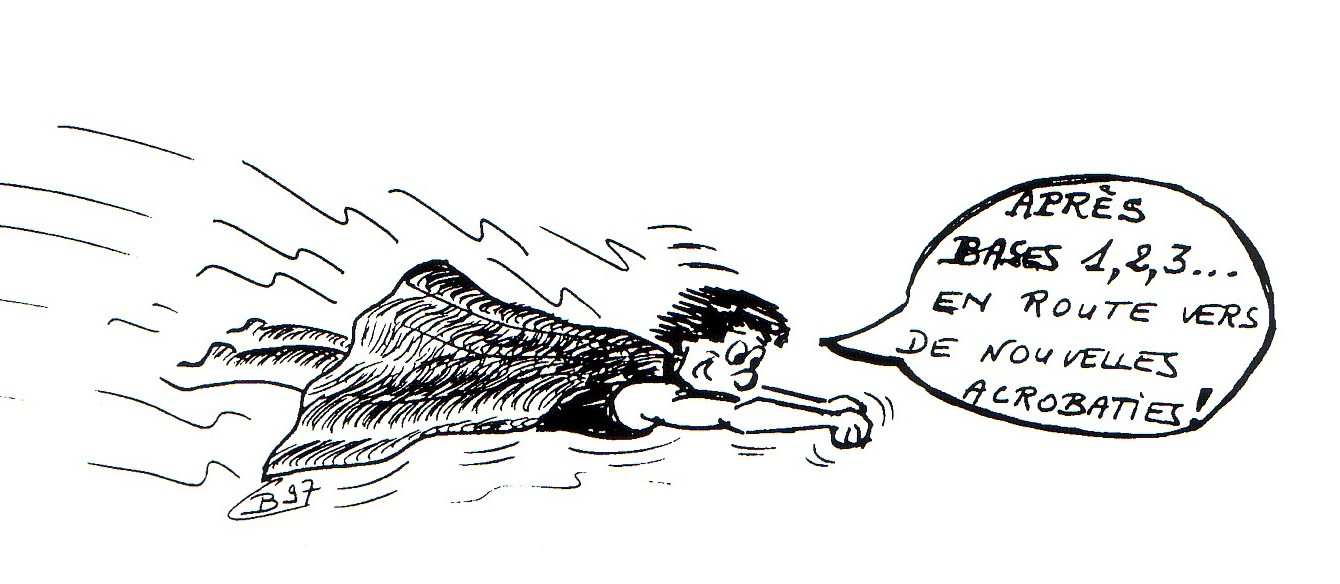 APRÈS
BASES 1,2,3...
EN ROUTE VERS
DE NOUVELLES
ACROBATIES!
B97